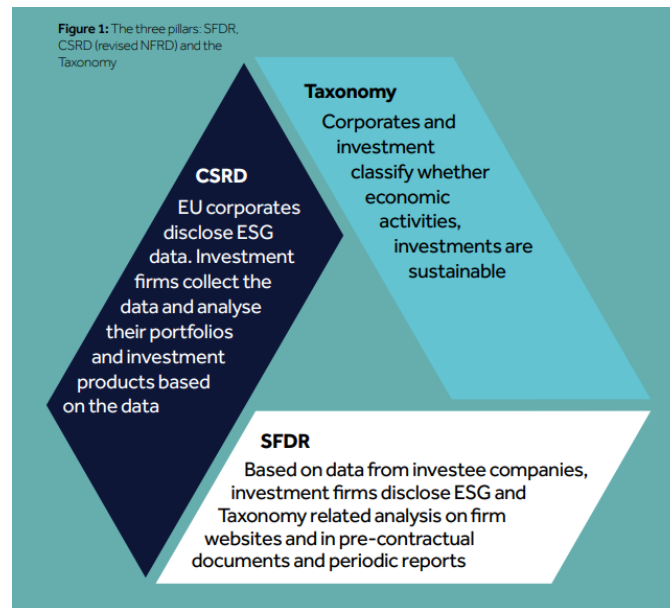 Figure 1: The three pillars: SFDR,
CSRD (revised NFRD) and the
Taxonomy
Taxonomy
Corporates and
investment
classify whether
economic
activities,
investments are
sustainable
CSRD
EU corporates
disclose ESG
data. Investment
firms collect the
data and analyse
their portfolios
and investment
products based
on the data
SFDR
Based on data from investee companies,
investment firms disclose ESG and
Taxonomy related analysis on firm
websites and in pre-contractual
documents and periodic reports